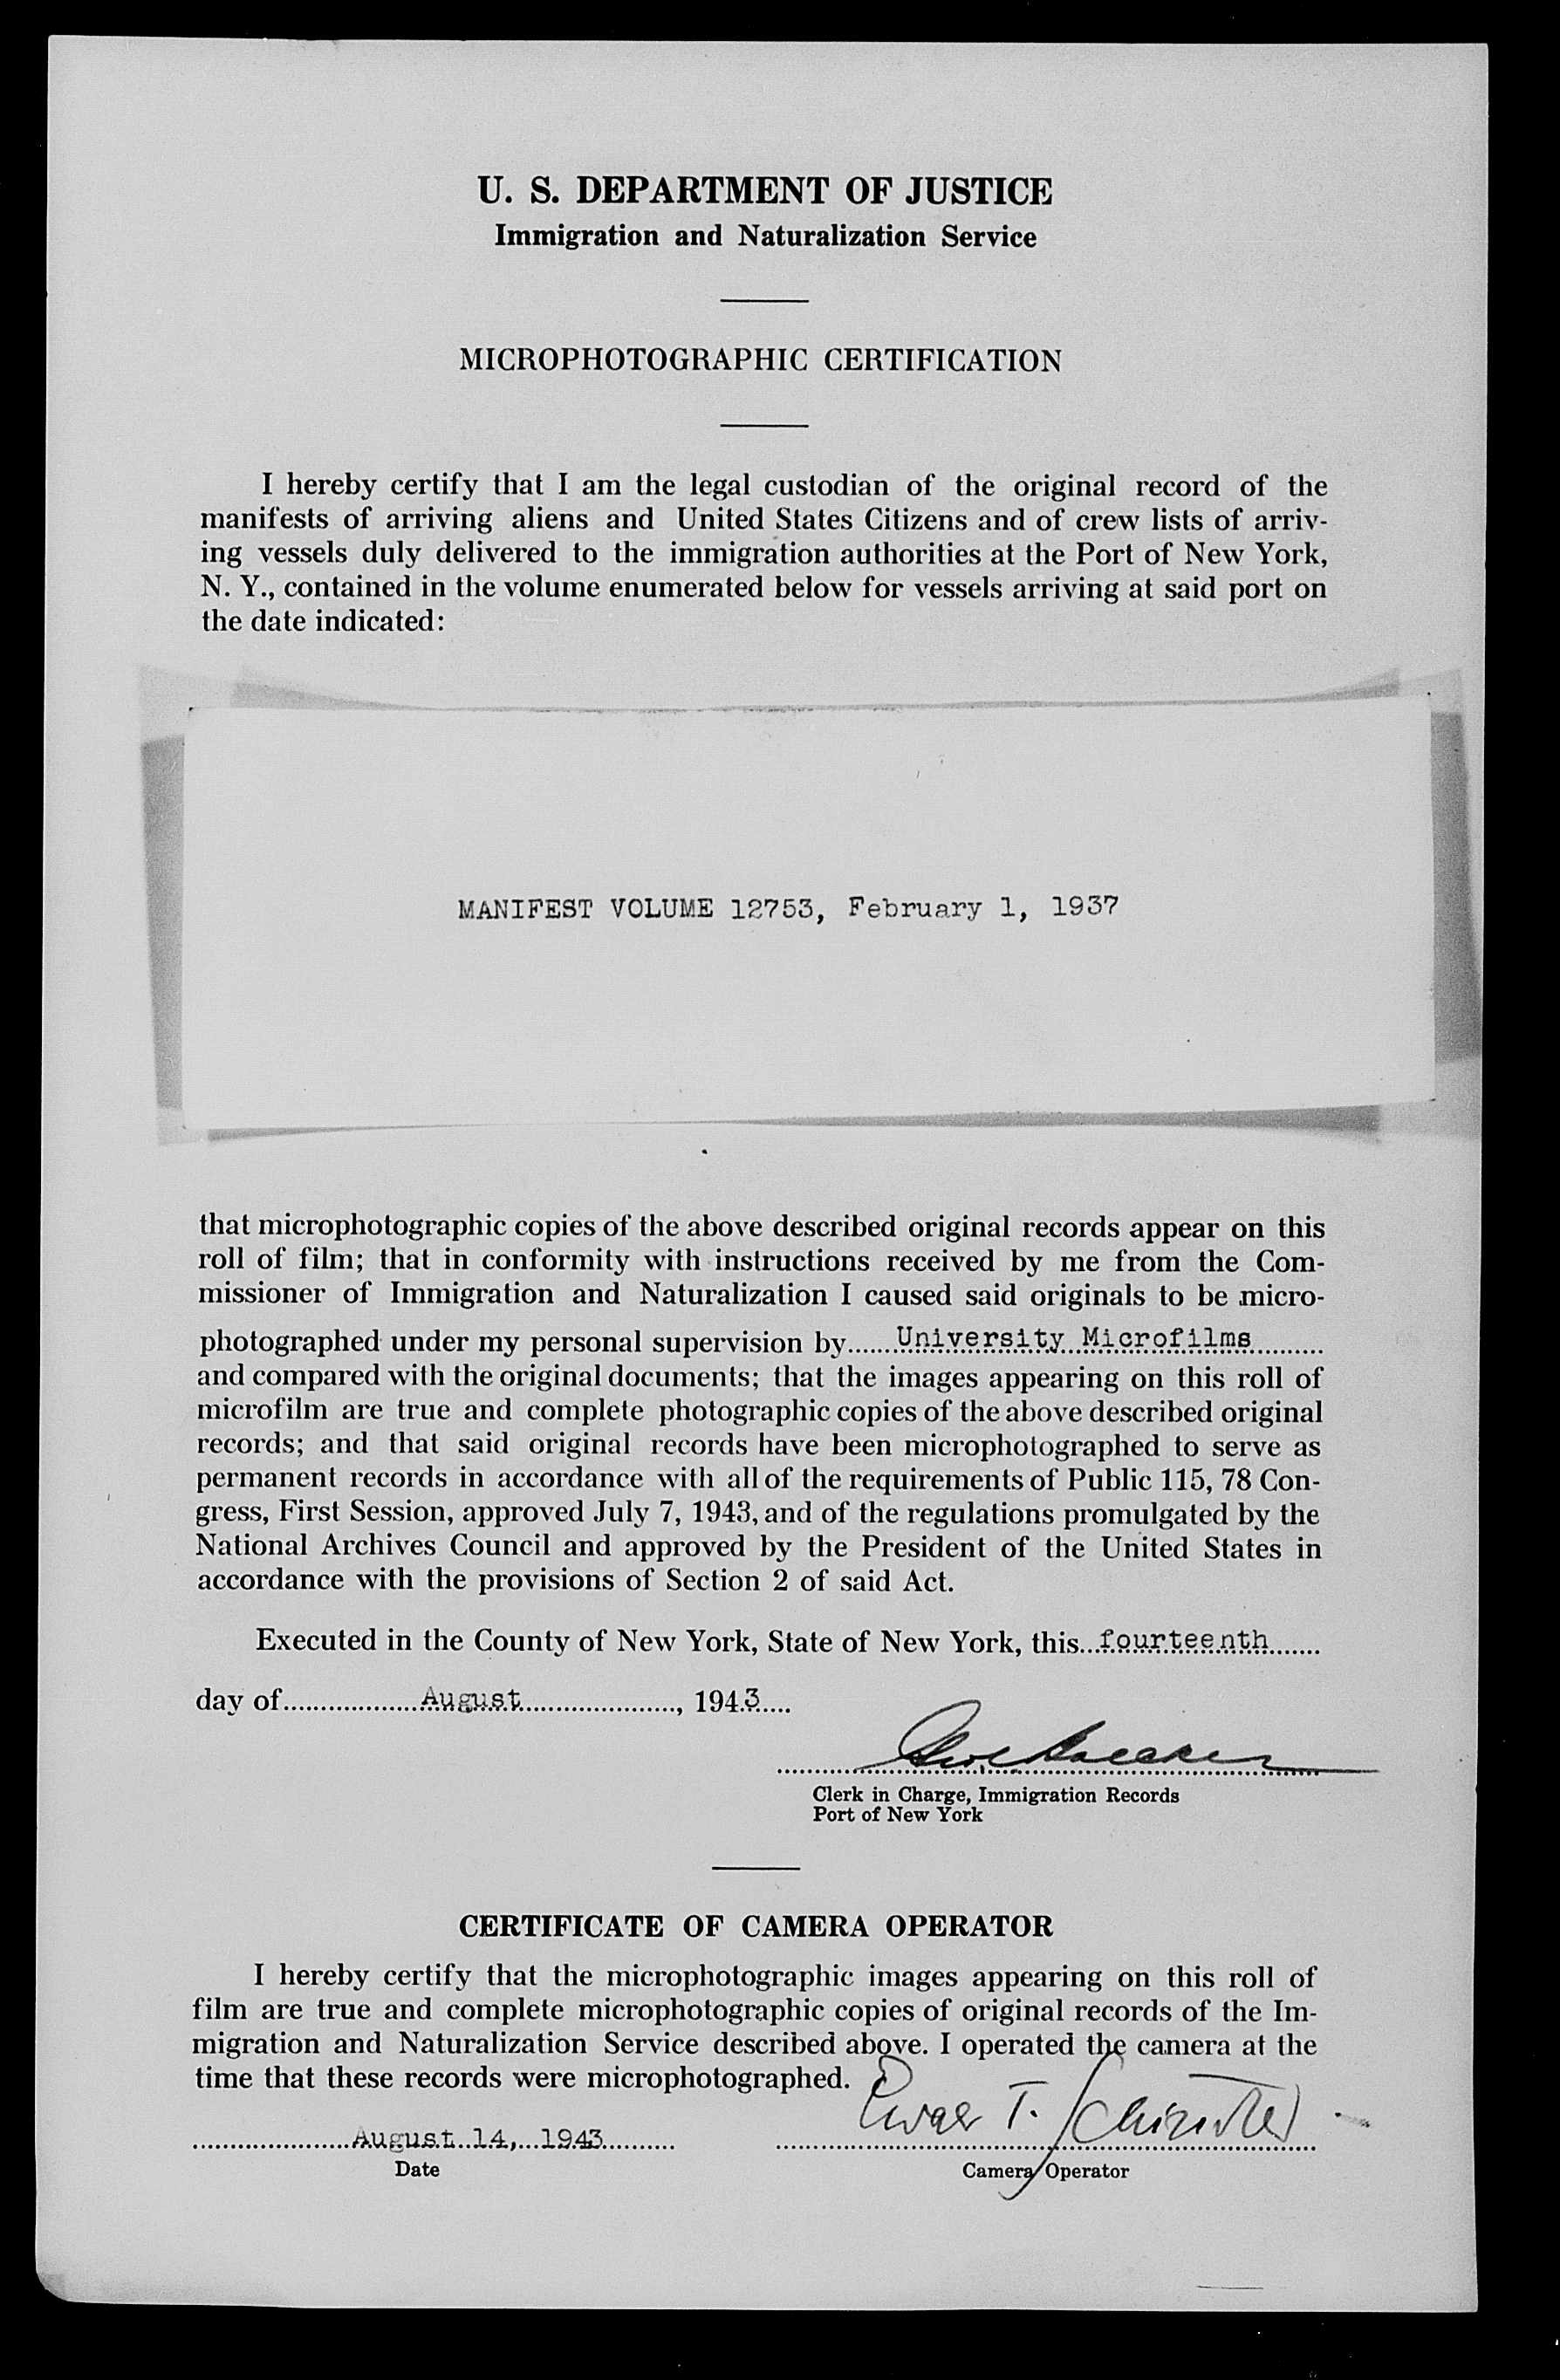 U. S. DEPARTMENT OF JUSTICE
Immigration and Naturalization Service
MICROPHOTOGRAPHIC CERTIFICATION
I hereby certify that I am the legal custodian of the original record of the
manifests of arriving aliens and United States Citizens and of crew lists of arriv-
ing vessels duly delivered to the immigration authorities at the Port of New York,
N. Y., contained in the volume enumerated below for vessels arriving at said port on
the date indicated:
MANIFEST VOLUME 12753, February 1, 1937
that microphotographic copies of the above described original records appear on this
roll of film; that in conformity with instructions received by me from the Com-
missioner of Immigration and Naturalization I caused said originals to be micro-
photographed under my personal supervision by......University Microfilms..........
and compared with the original documents; that the images appearing on this roll of
microfilm are true and complete photographic copies of the above described original
records; and that said original records have been microphotographed to serve as
permanent records in accordance with all of the requirements of Public 115, 78 Con-
gress, First Session, approved July 7, 1943, and of the regulations promulgated by the
National Archives Council and approved by the President of the United States in
accordance with the provisions of Section 2 of said Act.
Executed in the County of New York, State of New York, this...fourteenth.......
day of..................August...................., 1943.....
Clerk in Charge, Immigration Records
Port of New York
CERTIFICATE OF CAMERA OPERATOR
I hereby certify that the microphotographic images appearing on this roll of
film are true and complete microphotographic copies of original records of the Im-
migration and Naturalization Service described above. I operated the camera at the
time that these records were microphotographed.
T.
August 14, 1943
Date
Camera Operator